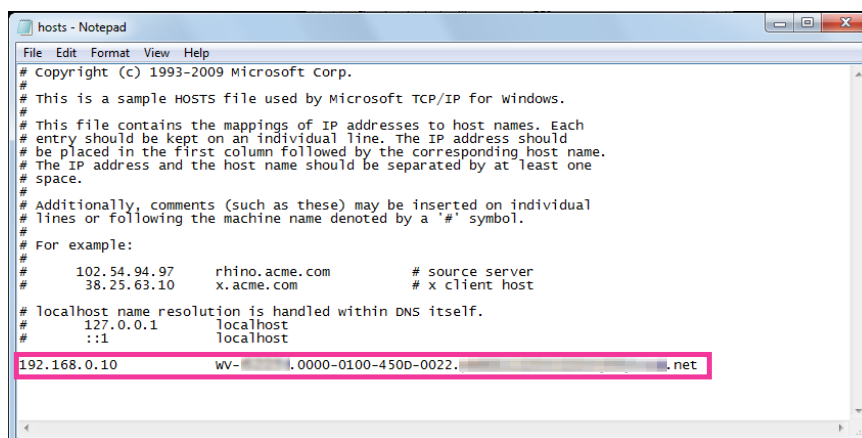 hosts - Notepad
File Edit Format View Help
# Copyright (c) 1993-2009 Microsoft Corp.
#
# This is a sample HOSTS file used by Microsoft TCP/IP for Windows.
#
# This file contains the mappings of IP addresses to host names. Each
# entry should be kept on an individual line. The IP address should
# be placed in the first column followed by the corresponding host name.
# The IP address and the host name should be separated by at least one
# space.
#
# Additionally, comments (such as these) may be inserted on individual
# lines or following the machine name denoted by a '#' symbol.
#
# For example:
#
#      102.54.94.97     rhino.acme.com          # source server
#       38.25.63.10     x.acme.com              # x client host

# localhost name resolution is handled within DNS itself.
#       127.0.0.1       localhost
#       ::1             localhost

192.168.0.10            WV- .0000-0100-450D-0022. .net